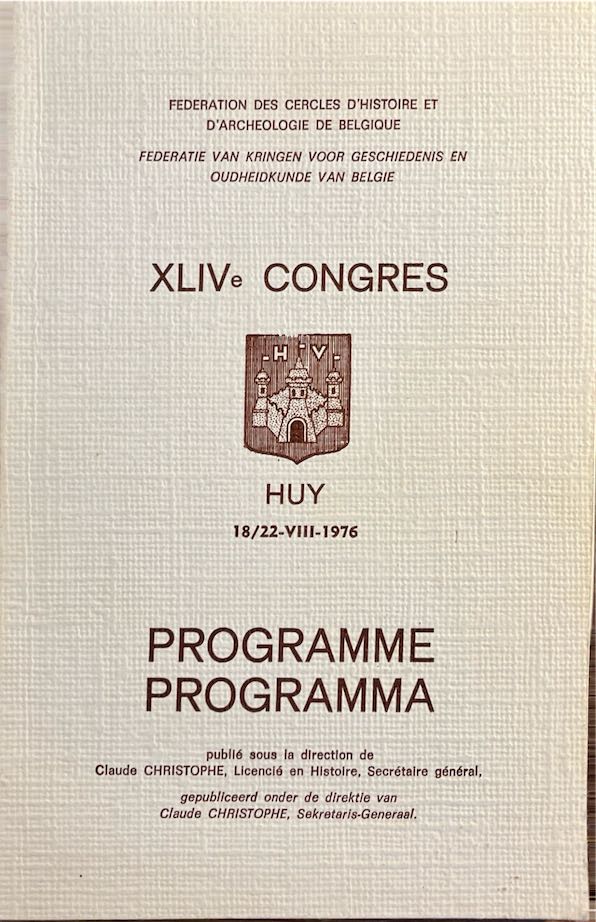 FEDERATION DES CERCLES D'HISTOIRE ET
D'ARCHEOLOGIE DE BELGIQUE
FEDERATIE VAN KRINGEN VOOR GESCHIEDENIS EN
OUDHEIDKUNDE VAN BELGIE
XLIVe CONGRES
-H-V-
HUY
18/22-VIII-1976
PROGRAMME
PROGRAMMA
publié sous la direction de
Claude CHRISTOPHE, Licencié en Histoire, Secrétaire général,
gepubliceerd onder de direktie van
Claude CHRISTOPHE, Sekretaris-Generaal.